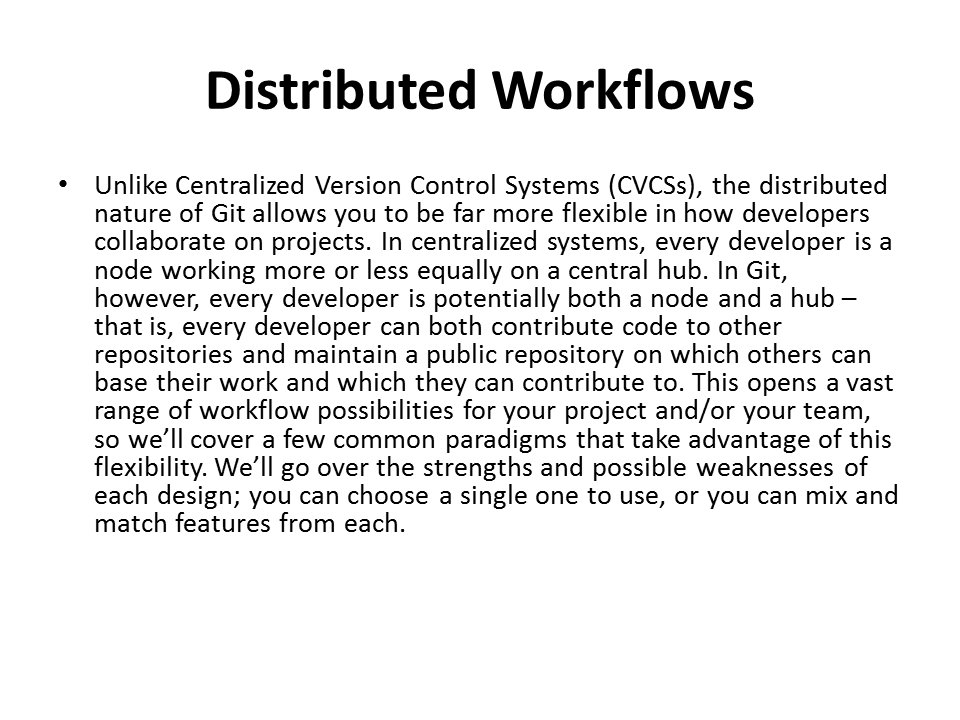 Distributed Workflows
• Unlike Centralized Version Control Systems (CVCSs), the distributed
nature of Git allows you to be far more flexible in how developers
collaborate on projects. In centralized systems, every developer is a
node working more or less equally on a central hub. In Git,
however, every developer is potentially both a node and a hub –
that is, every developer can both contribute code to other
repositories and maintain a public repository on which others can
base their work and which they can contribute to. This opens a vast
range of workflow possibilities for your project and/or your team,
so we’ll cover a few common paradigms that take advantage of this
flexibility. We’ll go over the strengths and possible weaknesses of
each design; you can choose a single one to use, or you can mix and
match features from each.